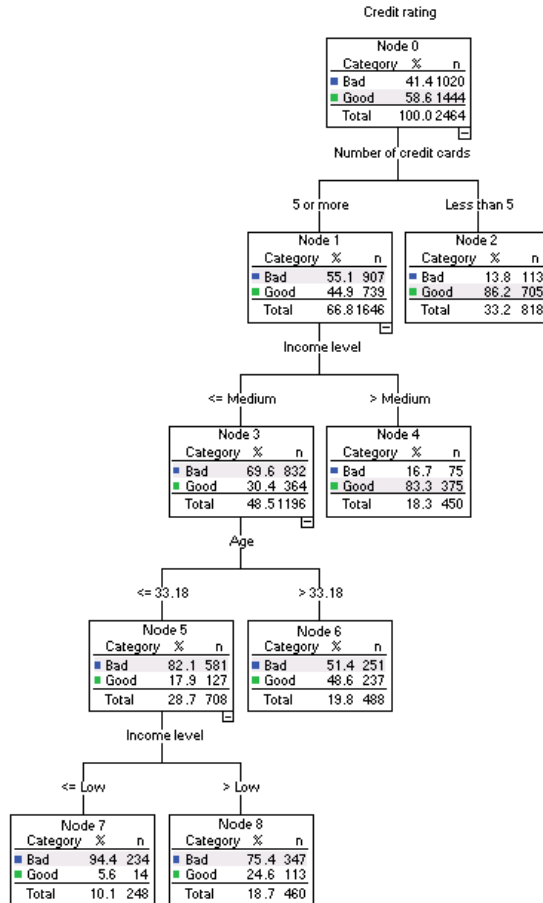 Credit rating
Node 0
Category % n
Bad 41.4 1020
Good 58.6 1444
Total 100.0 2464
Number of credit cards
5 or more
Less than 5
Node 1
Category % n
Bad 55.1 907
Good 44.9 739
Total 66.8 1646
Node 2
Category % n
Bad 13.8 113
Good 86.2 705
Total 33.2 818
Income level
<= Medium
> Medium
Node 3
Category % n
Bad 69.6 832
Good 30.4 364
Total 48.5 1196
Node 4
Category % n
Bad 16.7 75
Good 83.3 375
Total 18.3 450
Age
<= 33.18
> 33.18
Node 5
Category % n
Bad 82.1 581
Good 17.9 127
Total 28.7 708
Node 6
Category % n
Bad 51.4 251
Good 48.6 237
Total 19.8 488
Income level
<= Low
> Low
Node 7
Category % n
Bad 94.4 234
Good 5.6 14
Total 10.1 248
Node 8
Category % n
Bad 75.4 347
Good 24.6 113
Total 18.7 460